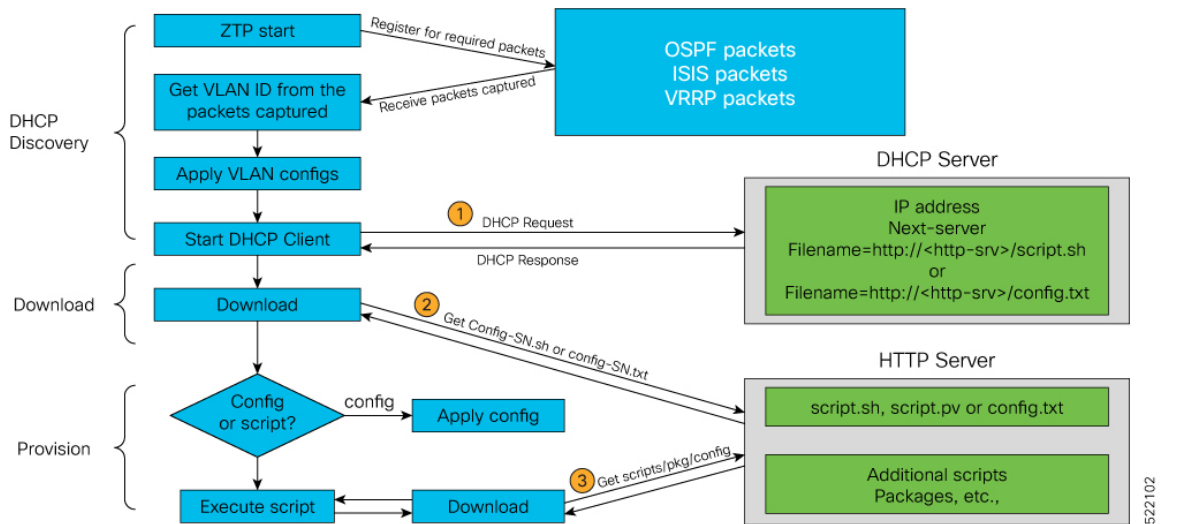 ZTP start
Register for required packets
OSPF packets
ISIS packets
VRRP packets
Get VLAN ID from the
packets captured
Receive packets captured
DHCP
Discovery
Apply VLAN configs
DHCP Server
1
DHCP Request
Start DHCP Client
DHCP Response
IP address
Next-server
Filename=http://<http-srv>/script.sh
or
Filename=http://<http-srv>/config.txt
Download
Download
2
Get Config-SN.sh or config-SN.txt
HTTP Server
Config
or script?
config
Apply config
script.sh, script.pv or config.txt
Provision
3
Get scripts/pkg/config
Execute script
Download
Additional scripts
Packages, etc.,
522102